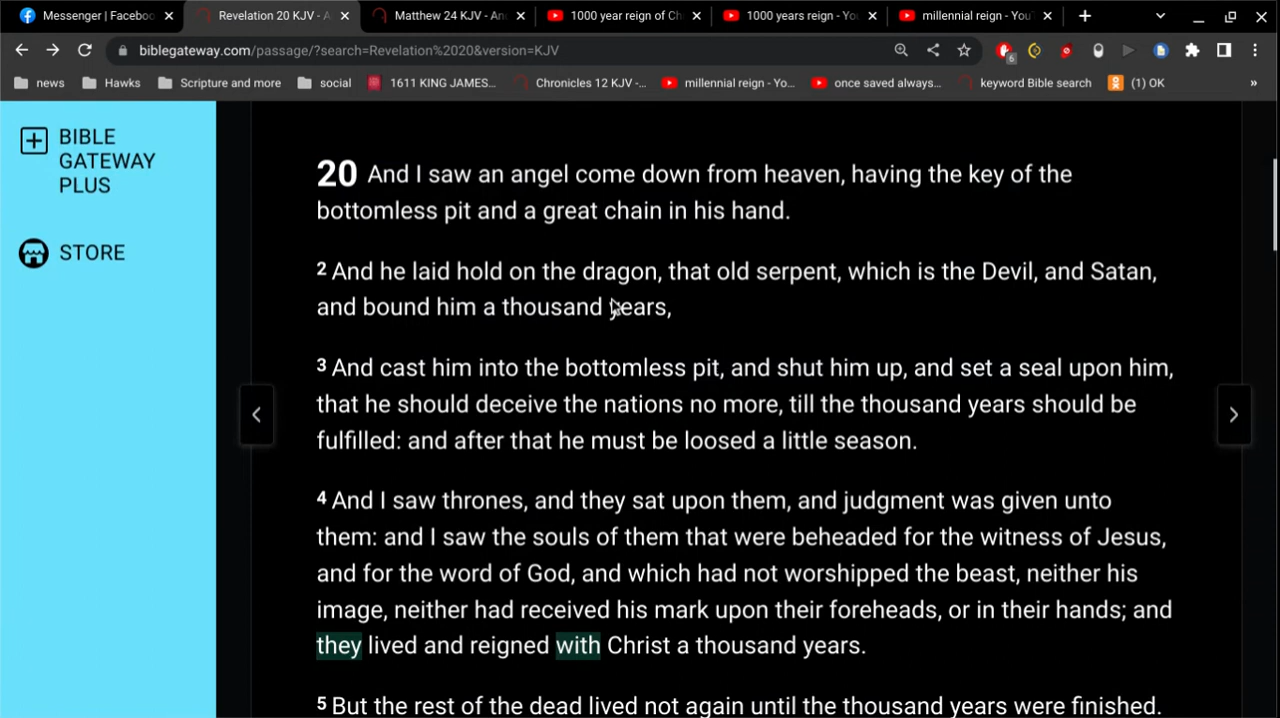 Messenger | Faceboo
Revelation 20 KJV - A
Matthew 24 KJV - An
1000 year reign of Ch
1000 years reign - Yo
millennial reign - You
biblegateway.com/passage/?search=Revelation%2020&version=KJV
6
news
Hawks
Scripture and more
social
1611 KING JAMES...
Chronicles 12 KJV -...
millennial reign - Yo...
once saved always...
keyword Bible search
(1) OK
»
BIBLE
GATEWAY
PLUS
STORE
20 And I saw an angel come down from heaven, having the key of the
bottomless pit and a great chain in his hand.
2 And he laid hold on the dragon, that old serpent, which is the Devil, and Satan,
and bound him a thousand years,
3 And cast him into the bottomless pit, and shut him up, and set a seal upon him,
that he should deceive the nations no more, till the thousand years should be
fulfilled: and after that he must be loosed a little season.
4 And I saw thrones, and they sat upon them, and judgment was given unto
them: and I saw the souls of them that were beheaded for the witness of Jesus,
and for the word of God, and which had not worshipped the beast, neither his
image, neither had received his mark upon their foreheads, or in their hands; and
they lived and reigned with Christ a thousand years.
5 But the rest of the dead lived not again until the thousand years were finished.